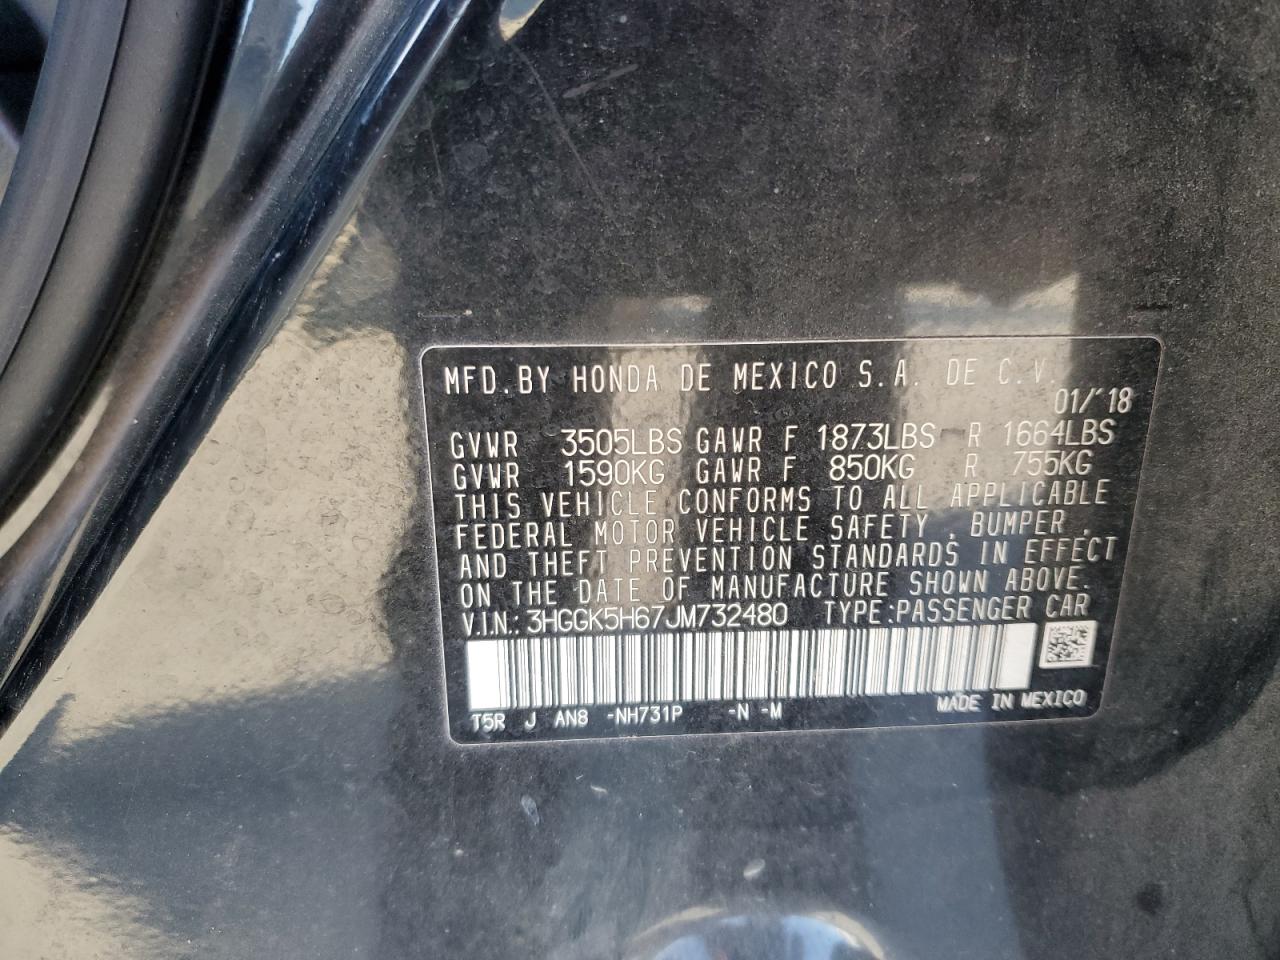 MFD.BY HONDA DE MEXICO S.A. DE C.V.
01/'18
GVWR 3505LBS GAWR F 1873LBS R 1664LBS
GVWR 1590KG GAWR F 850KG R 755KG
THIS VEHICLE CONFORMS TO ALL APPLICABLE
FEDERAL MOTOR VEHICLE SAFETY, BUMPER,
AND THEFT PREVENTION STANDARDS IN EFFECT
ON THE DATE OF MANUFACTURE SHOWN ABOVE.
V.I.N.: 3HGGK5H67JM732480 TYPE:PASSENGER CAR
T5R J AN8 -NH731P -N -M MADE IN MEXICO